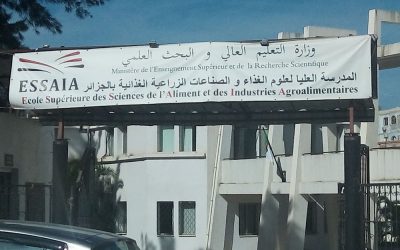 وزارة التعليم العالي و البحث العلمي
Ministère de l'Enseignement Supérieur et de la Recherche Scientifique
المدرسة العليا لعلوم الغذاء و الصناعات الزراعية الغذائية بالجزائر
ESSAIA
Ecole Supérieure des Sciences de l'Aliment et des Industries Agroalimentaires